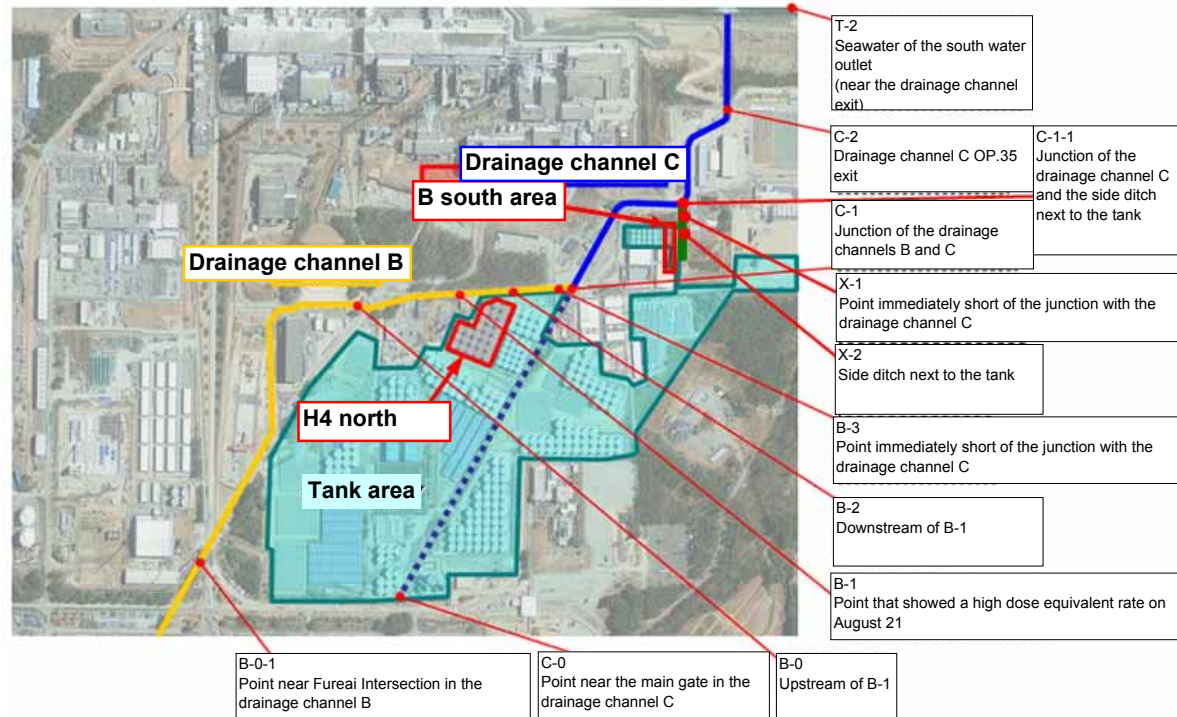 T-2
Seawater of the south water
outlet
(near the drainage channel
exit)
C-2
Drainage channel C OP.35
exit
C-1-1
Junction of the
drainage channel C
and the side ditch
next to the tank
Drainage channel C
B south area
C-1
Junction of the drainage
channels B and C
Drainage channel B
X-1
Point immediately short of the junction with the
drainage channel C
X-2
Side ditch next to the tank
H4 north
B-3
Point immediately short of the junction with the
drainage channel C
Tank area
B-2
Downstream of B-1
B-1
Point that showed a high dose equivalent rate on
August 21
B-0-1
Point near Fureai Intersection in the
drainage channel B
C-0
Point near the main gate in the
drainage channel C
B-0
Upstream of B-1